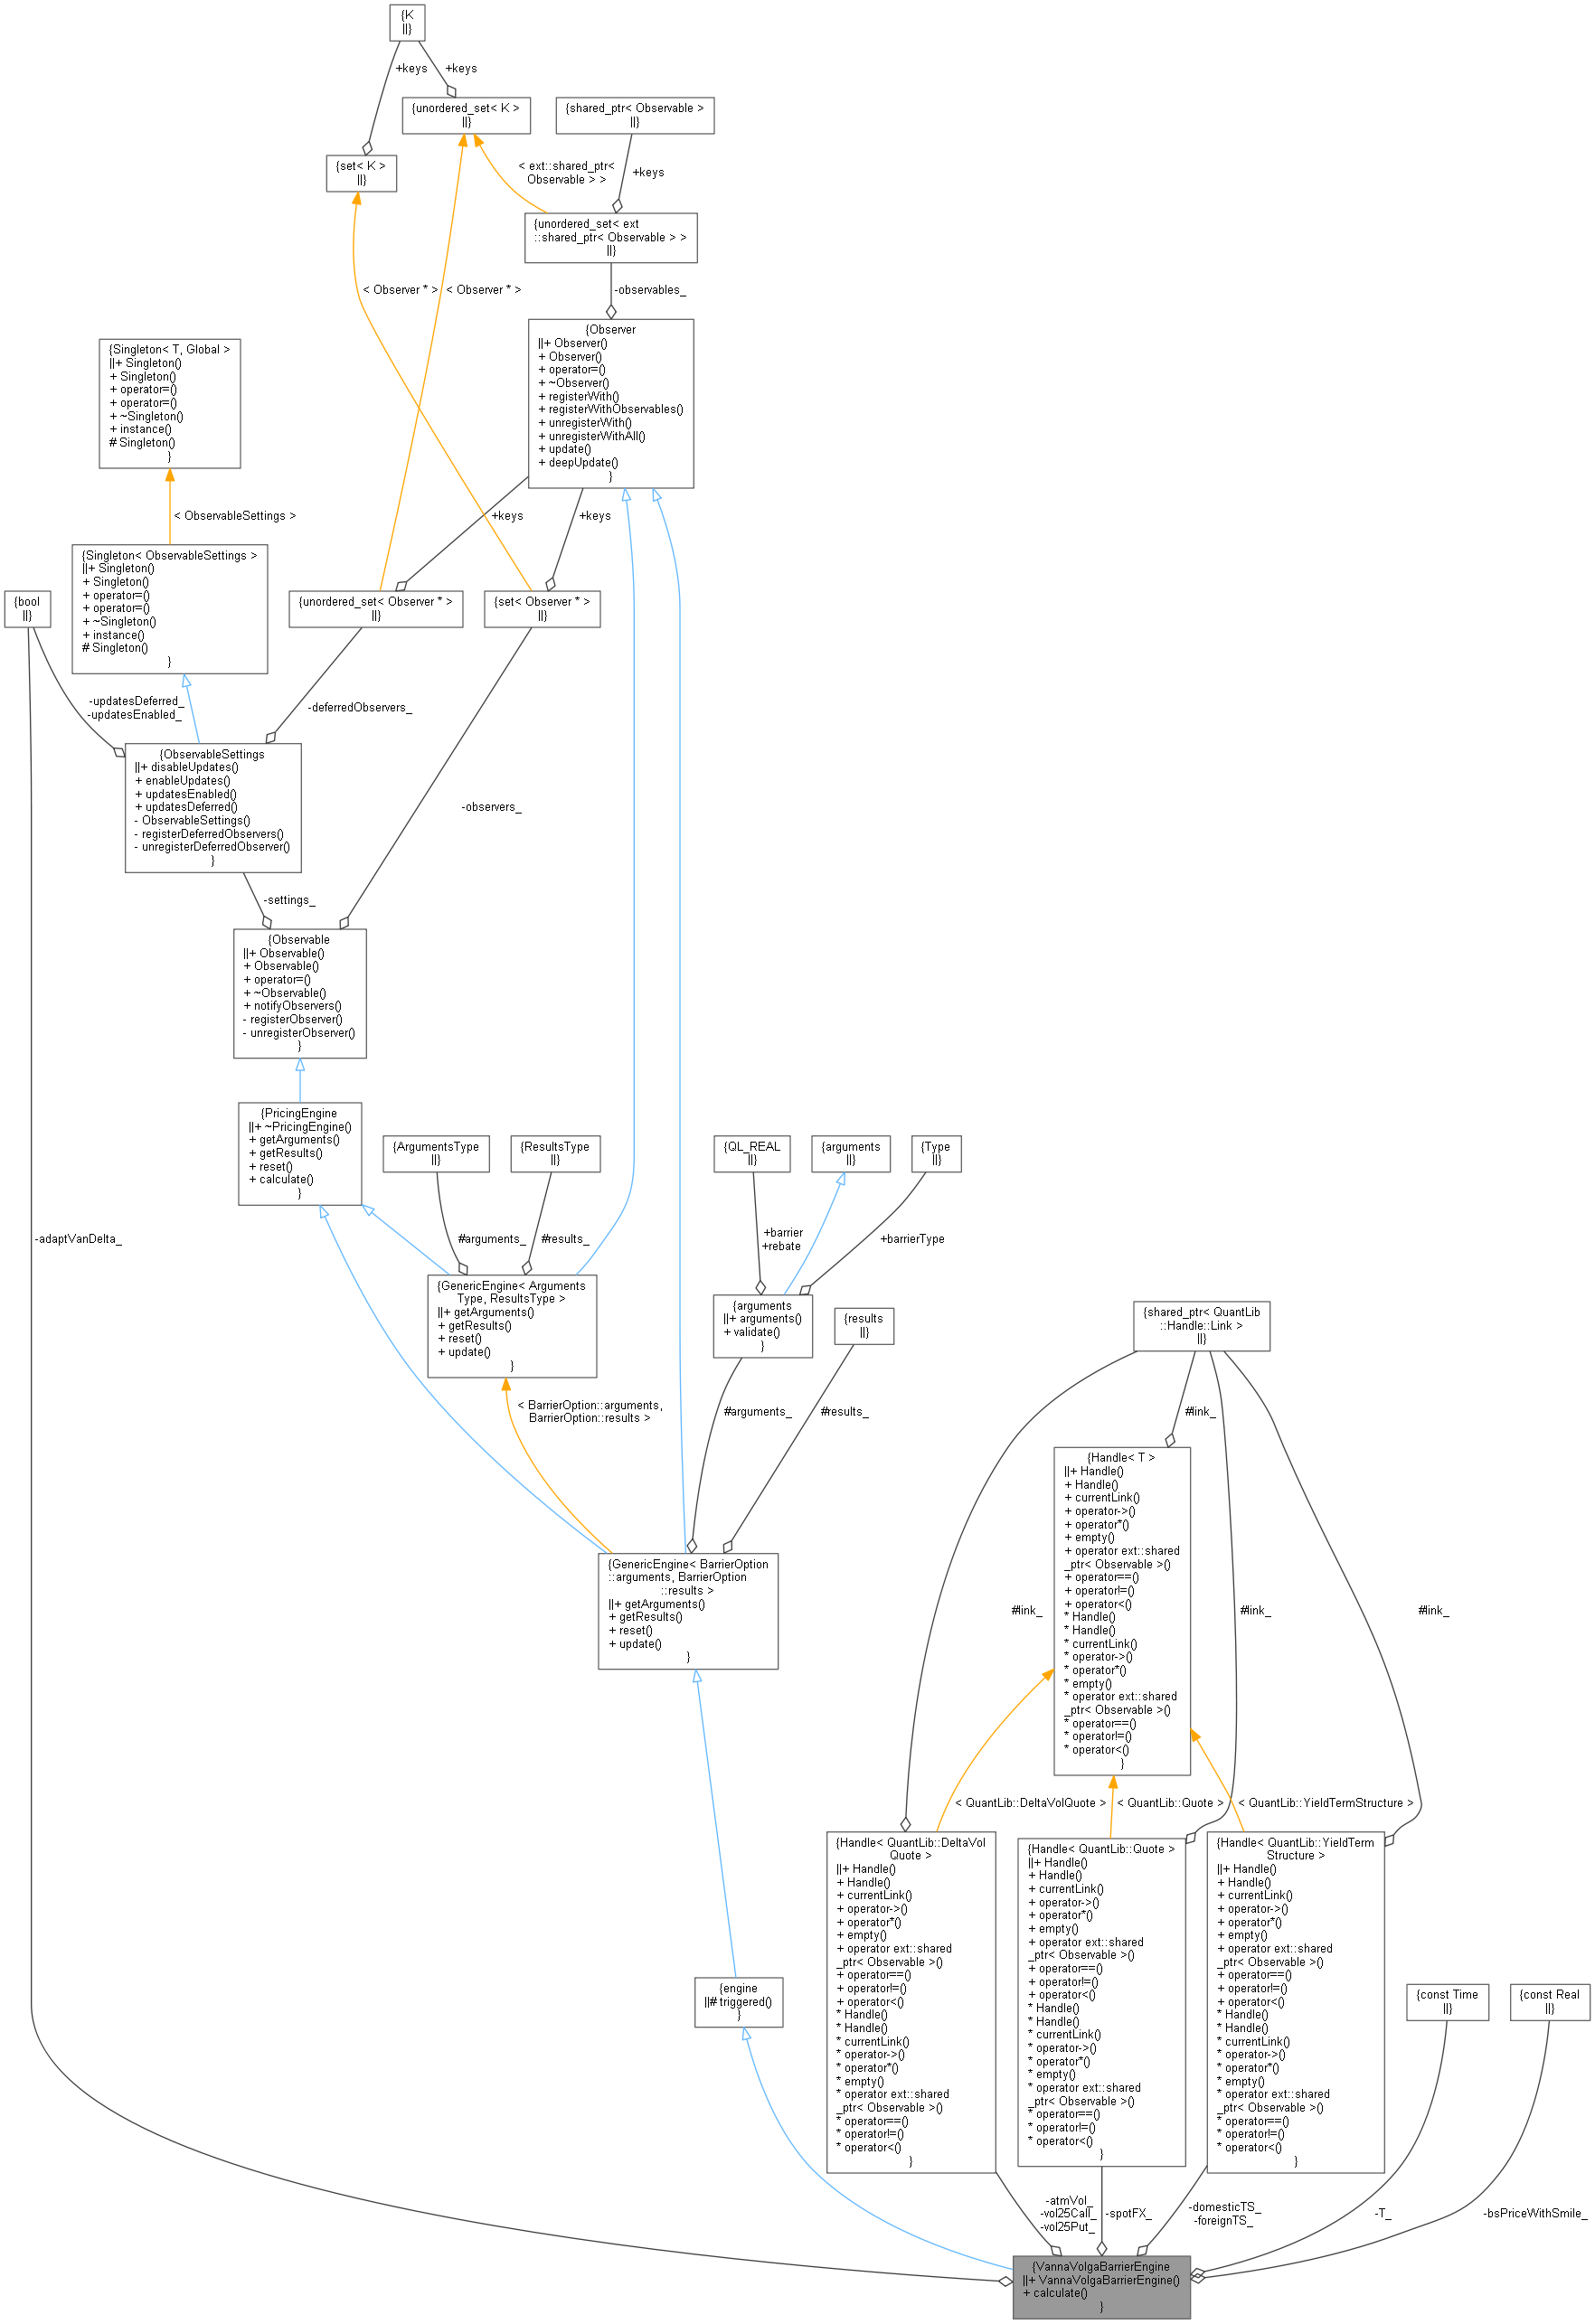 {K
||}
+keys
+keys
{unordered_set< K >
||}
{shared_ptr< Observable >
||}
{set< K >
||}
< ext::shared_ptr<
Observable > >
+keys
{unordered_set< ext
::shared_ptr< Observable > >
||}
< Observer * >
< Observer * >
-observables_
{Observer
||+ Observer()
+ Observer()
+ operator=()
+ ~Observer()
+ registerWith()
+ registerWithObservables()
+ unregisterWith()
+ unregisterWithAll()
+ update()
+ deepUpdate()
}
{Singleton< T, Global >
||+ Singleton()
+ Singleton()
+ operator=()
+ operator=()
+ ~Singleton()
+ instance()
# Singleton()
}
< ObservableSettings >
+keys
+keys
{Singleton< ObservableSettings >
||+ Singleton()
+ Singleton()
+ operator=()
+ operator=()
+ ~Singleton()
+ instance()
# Singleton()
}
{bool
||}
{unordered_set< Observer * >
||}
{set< Observer * >
||}
-updatesDeferred_
-updatesEnabled_
-deferredObservers_
{ObservableSettings
||+ disableUpdates()
+ enableUpdates()
+ updatesEnabled()
+ updatesDeferred()
- ObservableSettings()
- registerDeferredObservers()
- unregisterDeferredObserver()
}
-observers_
-settings_
{Observable
||+ Observable()
+ Observable()
+ operator=()
+ ~Observable()
+ notifyObservers()
- registerObserver()
- unregisterObserver()
}
{PricingEngine
||+ ~PricingEngine()
+ getArguments()
+ getResults()
+ reset()
+ calculate()
}
{ArgumentsType
||}
{ResultsType
||}
{QL_REAL
||}
{arguments
||}
{Type
||}
-adaptVanDelta_
#arguments_
#results_
+barrier
+rebate
+barrierType
{GenericEngine< Arguments
Type, ResultsType >
||+ getArguments()
+ getResults()
+ reset()
+ update()
}
{arguments
||+ arguments()
+ validate()
}
{results
||}
{shared_ptr< QuantLib
::Handle::Link >
||}
< BarrierOption::arguments,
BarrierOption::results >
#arguments_
#results_
#link_
{Handle< T >
||+ Handle()
+ Handle()
+ currentLink()
+ operator->()
+ operator*()
+ empty()
+ operator ext::shared
_ptr< Observable >()
+ operator==()
+ operator!=()
+ operator<()
* Handle()
* Handle()
* currentLink()
* operator->()
* operator*()
* empty()
* operator ext::shared
_ptr< Observable >()
* operator==()
* operator!=()
* operator<()
}
{GenericEngine< BarrierOption
::arguments, BarrierOption
::results >
||+ getArguments()
+ getResults()
+ reset()
+ update()
}
#link_
#link_
#link_
< QuantLib::DeltaVolQuote >
< QuantLib::Quote >
< QuantLib::YieldTermStructure >
{Handle< QuantLib::DeltaVol
Quote >
||+ Handle()
+ Handle()
+ currentLink()
+ operator->()
+ operator*()
+ empty()
+ operator ext::shared
_ptr< Observable >()
+ operator==()
+ operator!=()
+ operator<()
* Handle()
* Handle()
* currentLink()
* operator->()
* operator*()
* empty()
* operator ext::shared
_ptr< Observable >()
* operator==()
* operator!=()
* operator<()
}
{Handle< QuantLib::Quote >
||+ Handle()
+ Handle()
+ currentLink()
+ operator->()
+ operator*()
+ empty()
+ operator ext::shared
_ptr< Observable >()
+ operator==()
+ operator!=()
+ operator<()
* Handle()
* Handle()
* currentLink()
* operator->()
* operator*()
* empty()
* operator ext::shared
_ptr< Observable >()
* operator==()
* operator!=()
* operator<()
}
{Handle< QuantLib::YieldTerm
Structure >
||+ Handle()
+ Handle()
+ currentLink()
+ operator->()
+ operator*()
+ empty()
+ operator ext::shared
_ptr< Observable >()
+ operator==()
+ operator!=()
+ operator<()
* Handle()
* Handle()
* currentLink()
* operator->()
* operator*()
* empty()
* operator ext::shared
_ptr< Observable >()
* operator==()
* operator!=()
* operator<()
}
{engine
||# triggered()
}
{const Time
||}
{const Real
||}
-atmVol_
-vol25Call_
-vol25Put_
-spotFX_
-domesticTS_
-foreignTS_
-T_
-bsPriceWithSmile_
{VannaVolgaBarrierEngine
||+ VannaVolgaBarrierEngine()
+ calculate()
}